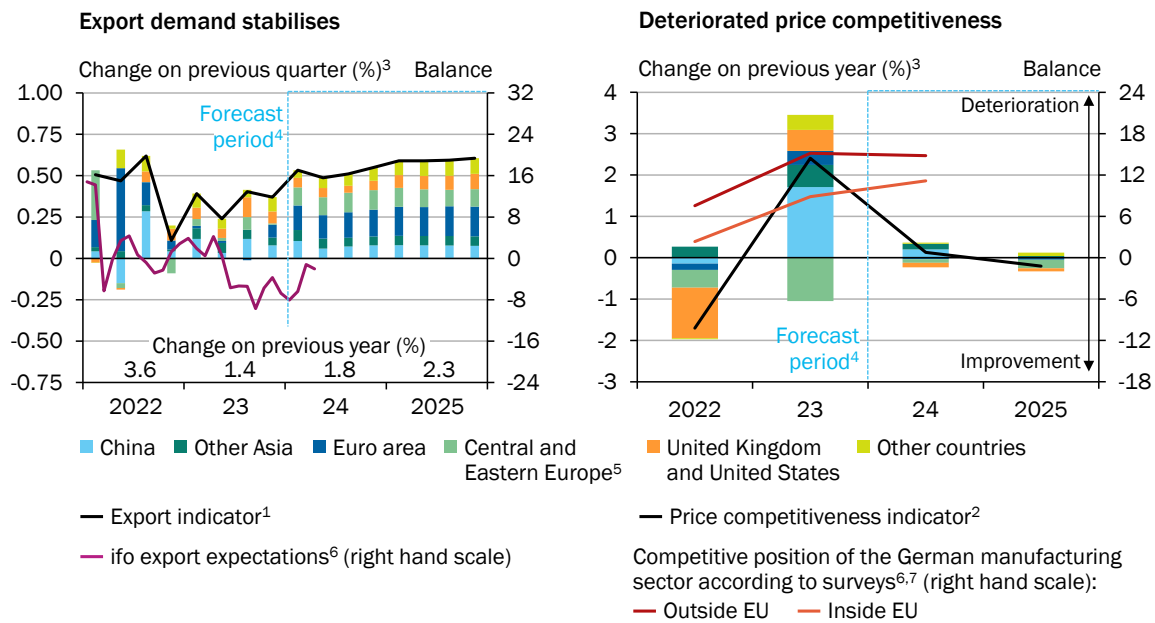 Export demand stabilises
Change on previous quarter (%)³ Balance
1.00 32
0.75 24
0.50 16
0.25 8
0 0
-0.25 -8
-0.50 -16
-0.75 -24
Forecast
period⁴
Change on previous year (%)
3.6 1.4 1.8 2.3
2022 23 24 2025
Deteriorated price competitiveness
Change on previous year (%)³ Balance
4 24
3 18
2 12
1 6
0 0
-1 -6
-2 -12
-3 -18
Deterioration
Forecast
period⁴
Improvement
2022 23 24 2025
China Other Asia Euro area Central and
Eastern Europe⁵
United Kingdom
and United States
Other countries
Export indicator¹
ifo export expectations⁶ (right hand scale)
Price competitiveness indicator²
Competitive position of the German manufacturing
sector according to surveys⁶,⁷ (right hand scale):
Outside EU Inside EU